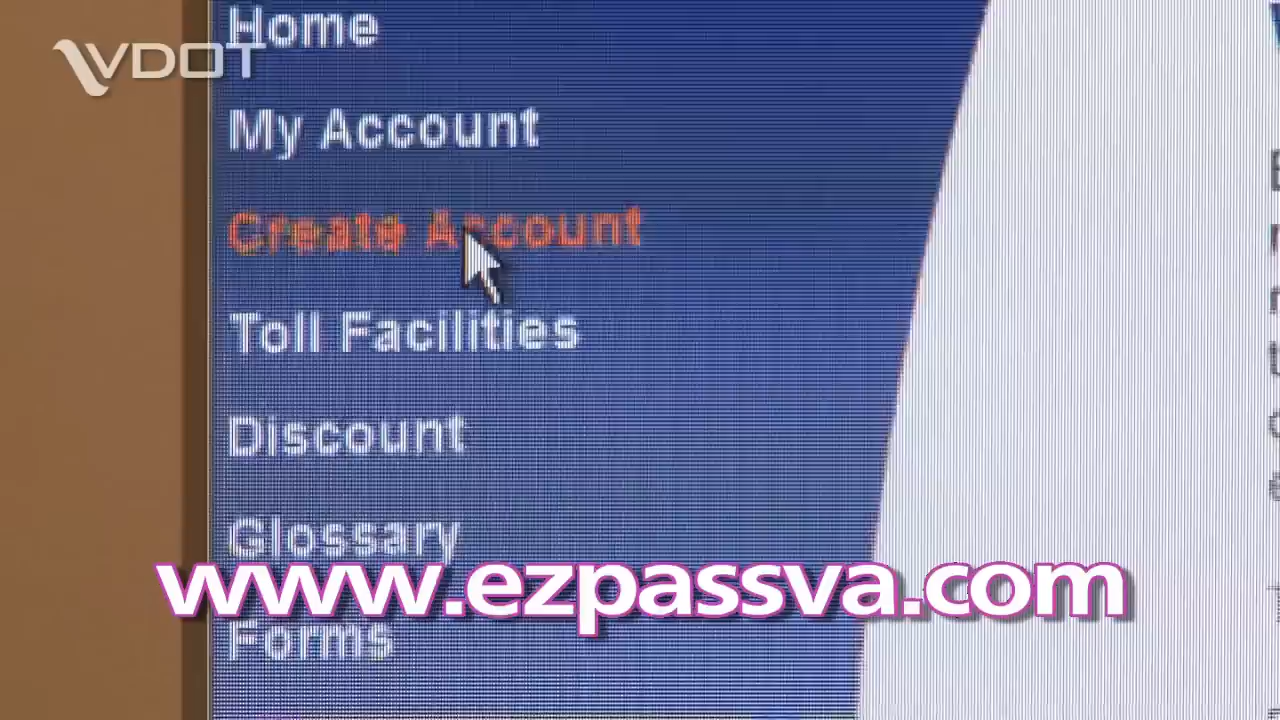 Home
VDOT
My Account
Create Account
Toll Facilities
Discount
Glossary
www.ezpassva.com
Forms